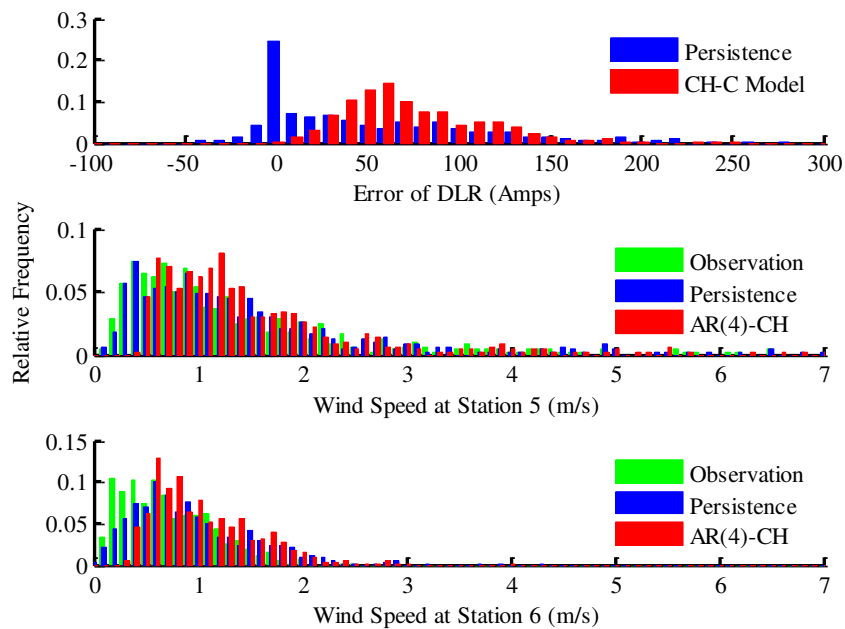 0.3
0.2
0.1
0
-100 -50 0 50 100 150 200 250 300
Error of DLR (Amps)
Persistence
CH-C Model
Relative Frequency
0.1
0.05
0
0 1 2 3 4 5 6 7
Wind Speed at Station 5 (m/s)
Observation
Persistence
AR(4)-CH
0.15
0.1
0.05
0
0 1 2 3 4 5 6 7
Wind Speed at Station 6 (m/s)
Observation
Persistence
AR(4)-CH